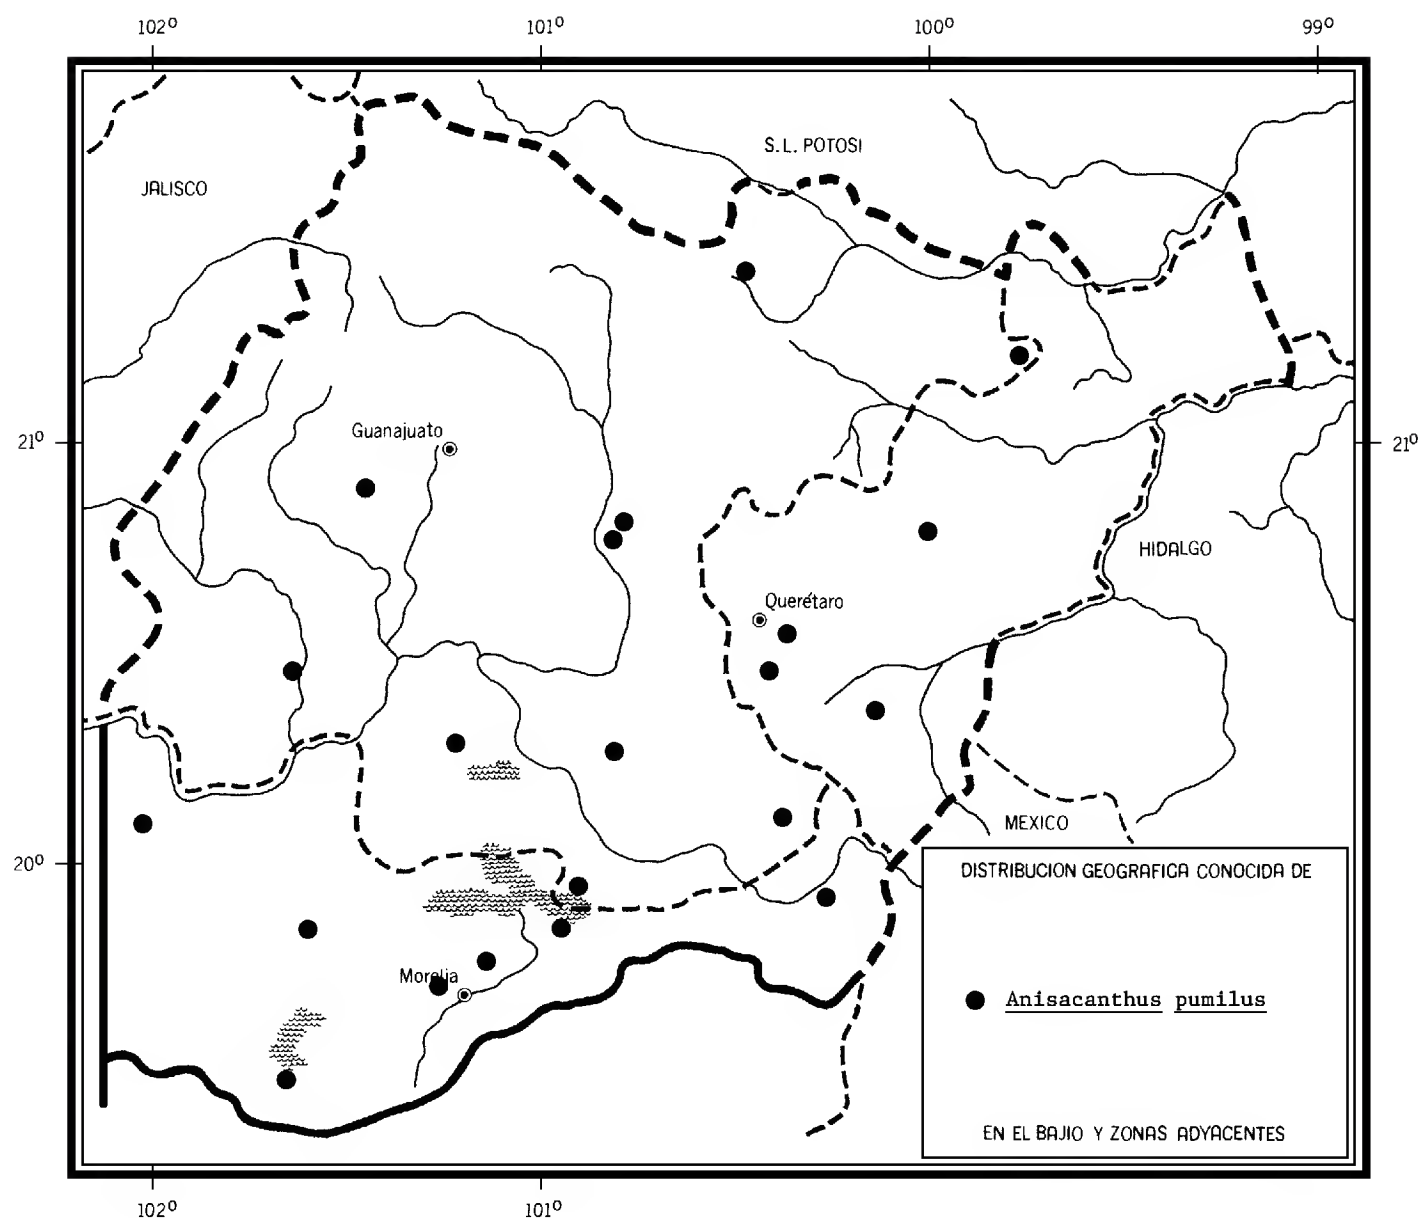 102º 101º 100º 99º
S.L. POTOSI
JALISCO
Guanajuato
21º 21º
HIDALGO
Querétaro
MEXICO
20º
DISTRIBUCION GEOGRAFICA CONOCIDA DE
Morelia
Anisacanthus pumilus
EN EL BAJIO Y ZONAS ADYACENTES
102º 101º